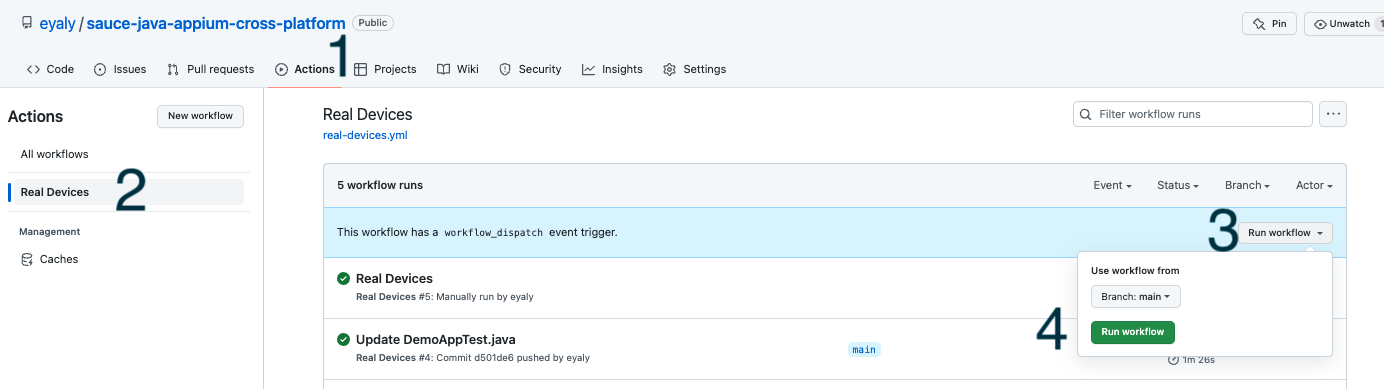 eyaly / sauce-java-appium-cross-platform Public Pin Unwatch 1
1
Code Issues Pull requests Actions Projects Wiki Security Insights Settings
Actions New workflow
All workflows
Real Devices 2
Management
Caches
Real Devices
real-devices.yml
Filter workflow runs ...
5 workflow runs Event Status Branch Actor
This workflow has a workflow_dispatch event trigger. 3 Run workflow
Real Devices
Real Devices #5: Manually run by eyaly
Use workflow from
Branch: main
4 Run workflow
Update DemoAppTest.java
Real Devices #4: Commit d501de6 pushed by eyaly
main
1m 26s